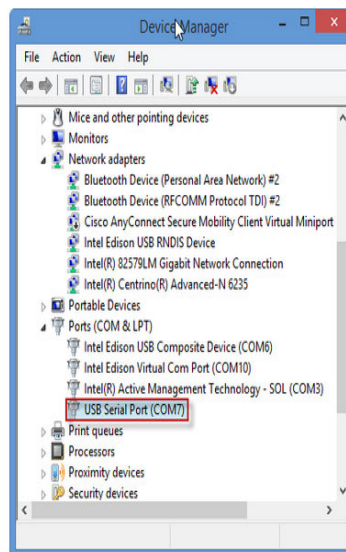 Device Manager
File Action View Help
Mice and other pointing devices
Monitors
Network adapters
Bluetooth Device (Personal Area Network) #2
Bluetooth Device (RFCOMM Protocol TDI) #2
Cisco AnyConnect Secure Mobility Client Virtual Miniport
Intel Edison USB RNDIS Device
Intel(R) 82579LM Gigabit Network Connection
Intel(R) Centrino(R) Advanced-N 6235
Portable Devices
Ports (COM & LPT)
Intel Edison USB Composite Device (COM6)
Intel Edison Virtual Com Port (COM10)
Intel(R) Active Management Technology - SOL (COM3)
USB Serial Port (COM7)
Print queues
Processors
Proximity devices
Security devices